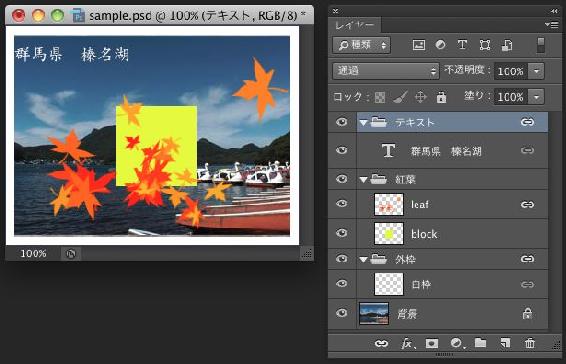 sample.psd @ 100% (テキスト, RGB/8) *
群馬県 榛名湖
100%
レイヤー
種類
通過
不透明度: 100%
ロック:
塗り: 100%
テキスト
T 群馬県 榛名湖
紅葉
leaf
block
外枠
白枠
背景
fx